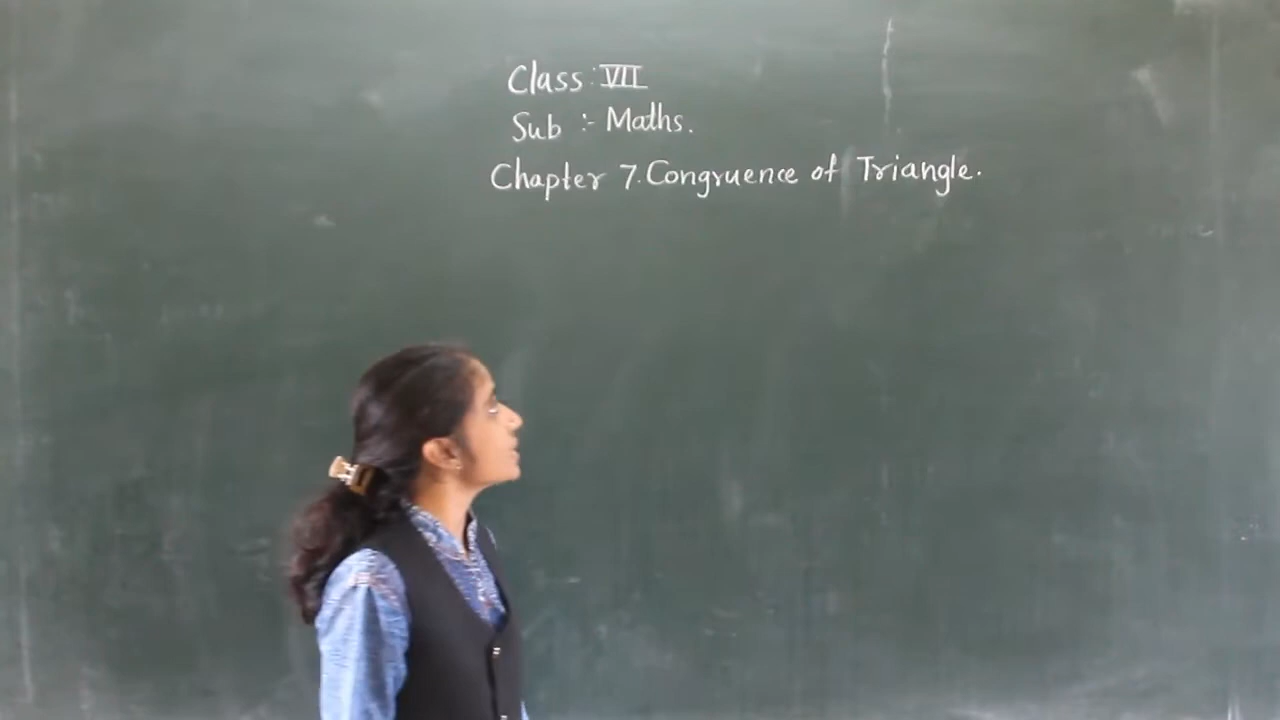 Class : VII
Sub :- Maths.
Chapter 7. Congruence of Triangle.